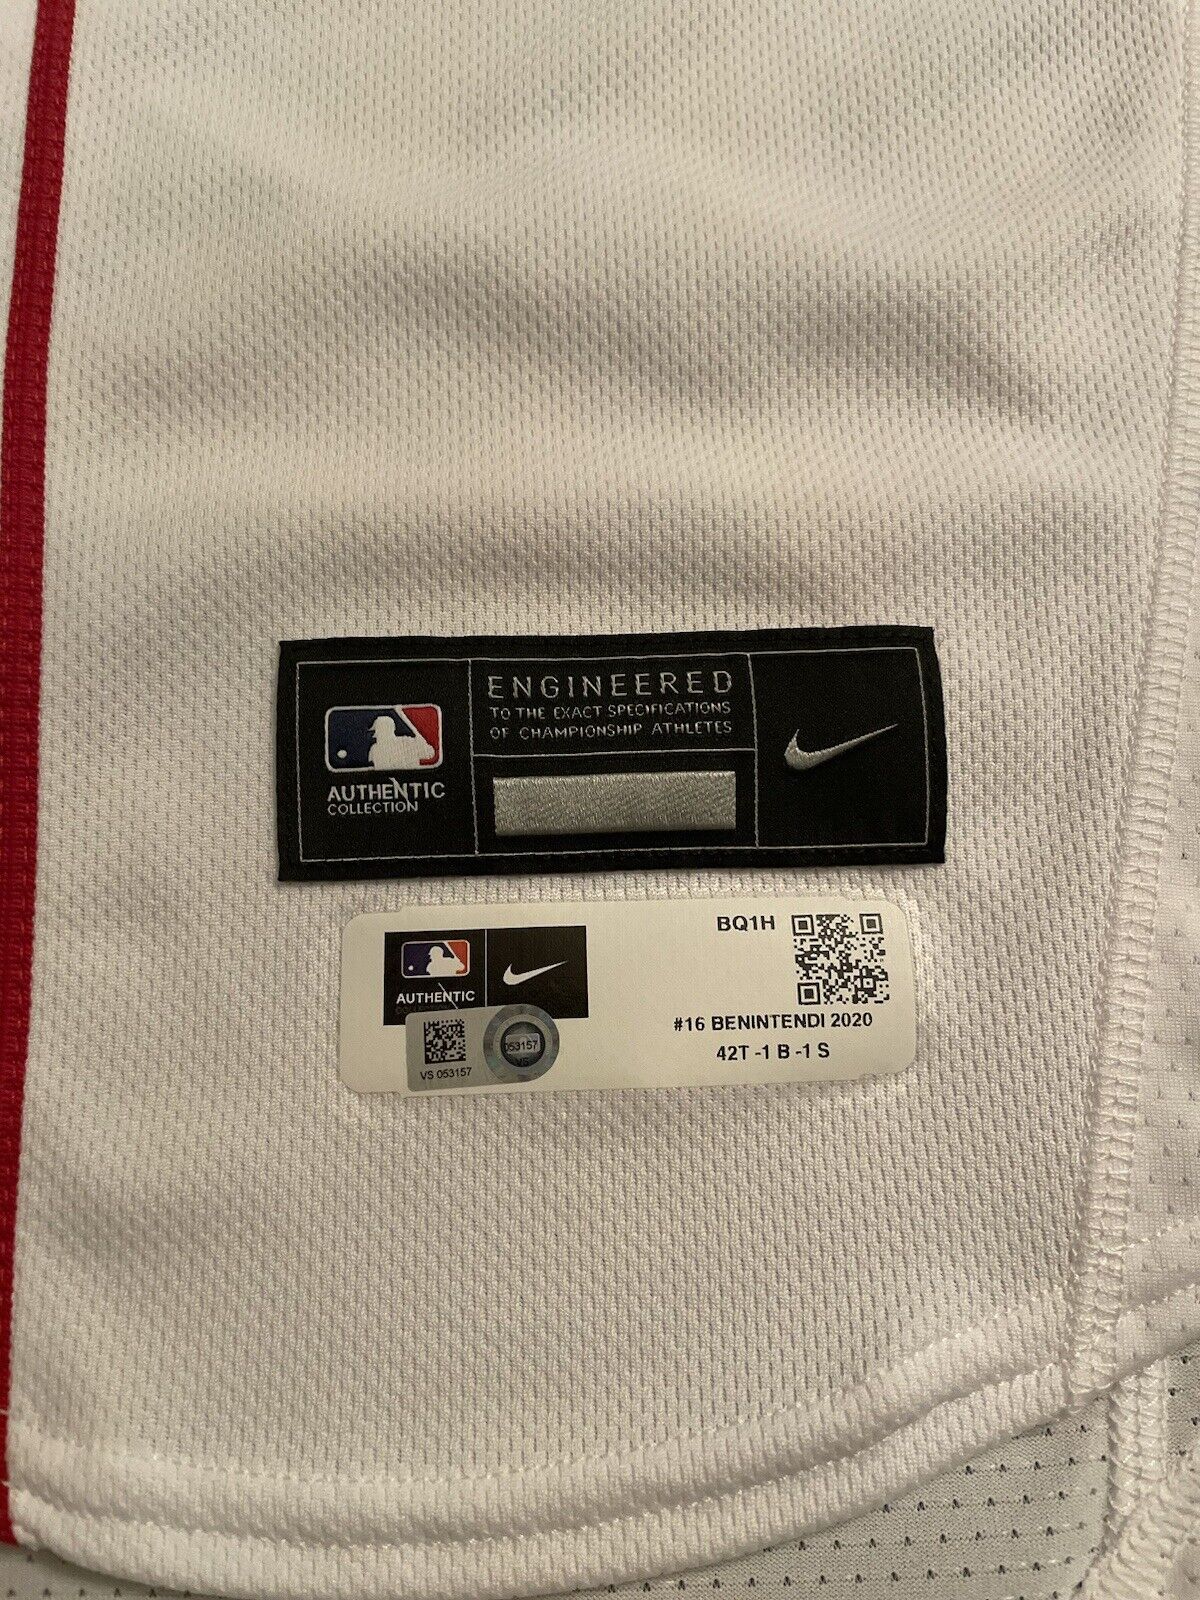 ENGINEERED
TO THE EXACT SPECIFICATIONS
OF CHAMPIONSHIP ATHLETES
AUTHENTIC
COLLECTION
BQ1H
AUTHENTIC
#16 BENINTENDI 2020
42T -1 B -1 S
053157
VS
VS 053157